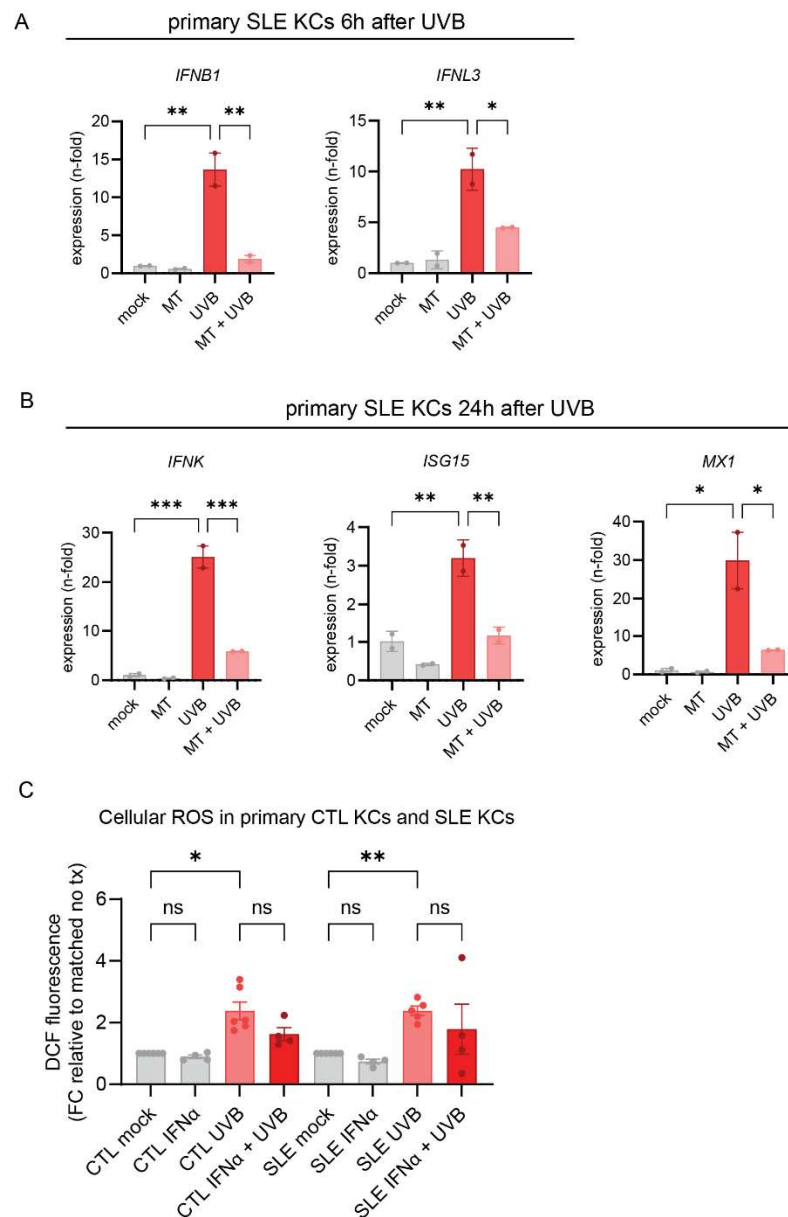 A
primary SLE KCs 6h after UVB
IFNB1
IFNL3
** **
** *
expression (n-fold)
20
15
10
5
0
mock
MT
UVB
MT + UVB
expression (n-fold)
15
10
5
0
mock
MT
UVB
MT + UVB
B
primary SLE KCs 24h after UVB
IFNK
ISG15
MX1
*** ***
** **
* *
expression (n-fold)
30
20
10
0
mock
MT
UVB
MT + UVB
expression (n-fold)
4
3
2
1
0
mock
MT
UVB
MT + UVB
expression (n-fold)
40
30
20
10
0
mock
MT
UVB
MT + UVB
C
Cellular ROS in primary CTL KCs and SLE KCs
* **
ns ns ns ns
DCF fluorescence
(FC relative to matched no tx)
6
4
2
0
CTL mock
CTL IFNα
CTL UVB
CTL IFNα + UVB
SLE mock
SLE IFNα
SLE UVB
SLE IFNα + UVB